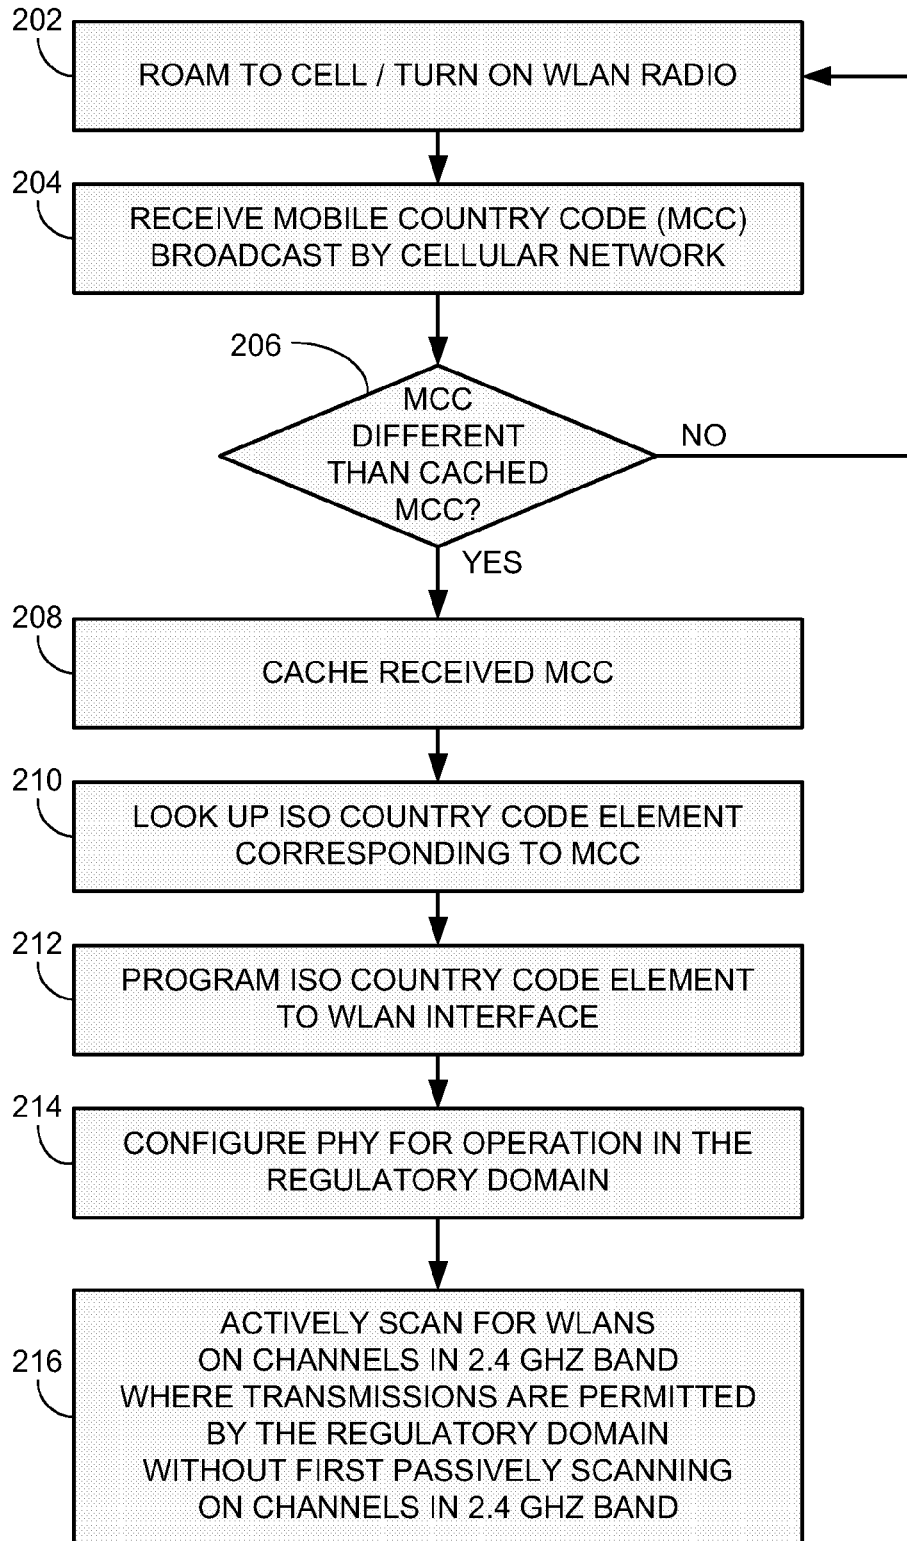 202
ROAM TO CELL / TURN ON WLAN RADIO
204
RECEIVE MOBILE COUNTRY CODE (MCC)
BROADCAST BY CELLULAR NETWORK
206
MCC
DIFFERENT
THAN CACHED
MCC?
NO
YES
208
CACHE RECEIVED MCC
210
LOOK UP ISO COUNTRY CODE ELEMENT
CORRESPONDING TO MCC
212
PROGRAM ISO COUNTRY CODE ELEMENT
TO WLAN INTERFACE
214
CONFIGURE PHY FOR OPERATION IN THE
REGULATORY DOMAIN
216
ACTIVELY SCAN FOR WLANS
ON CHANNELS IN 2.4 GHZ BAND
WHERE TRANSMISSIONS ARE PERMITTED
BY THE REGULATORY DOMAIN
WITHOUT FIRST PASSIVELY SCANNING
ON CHANNELS IN 2.4 GHZ BAND